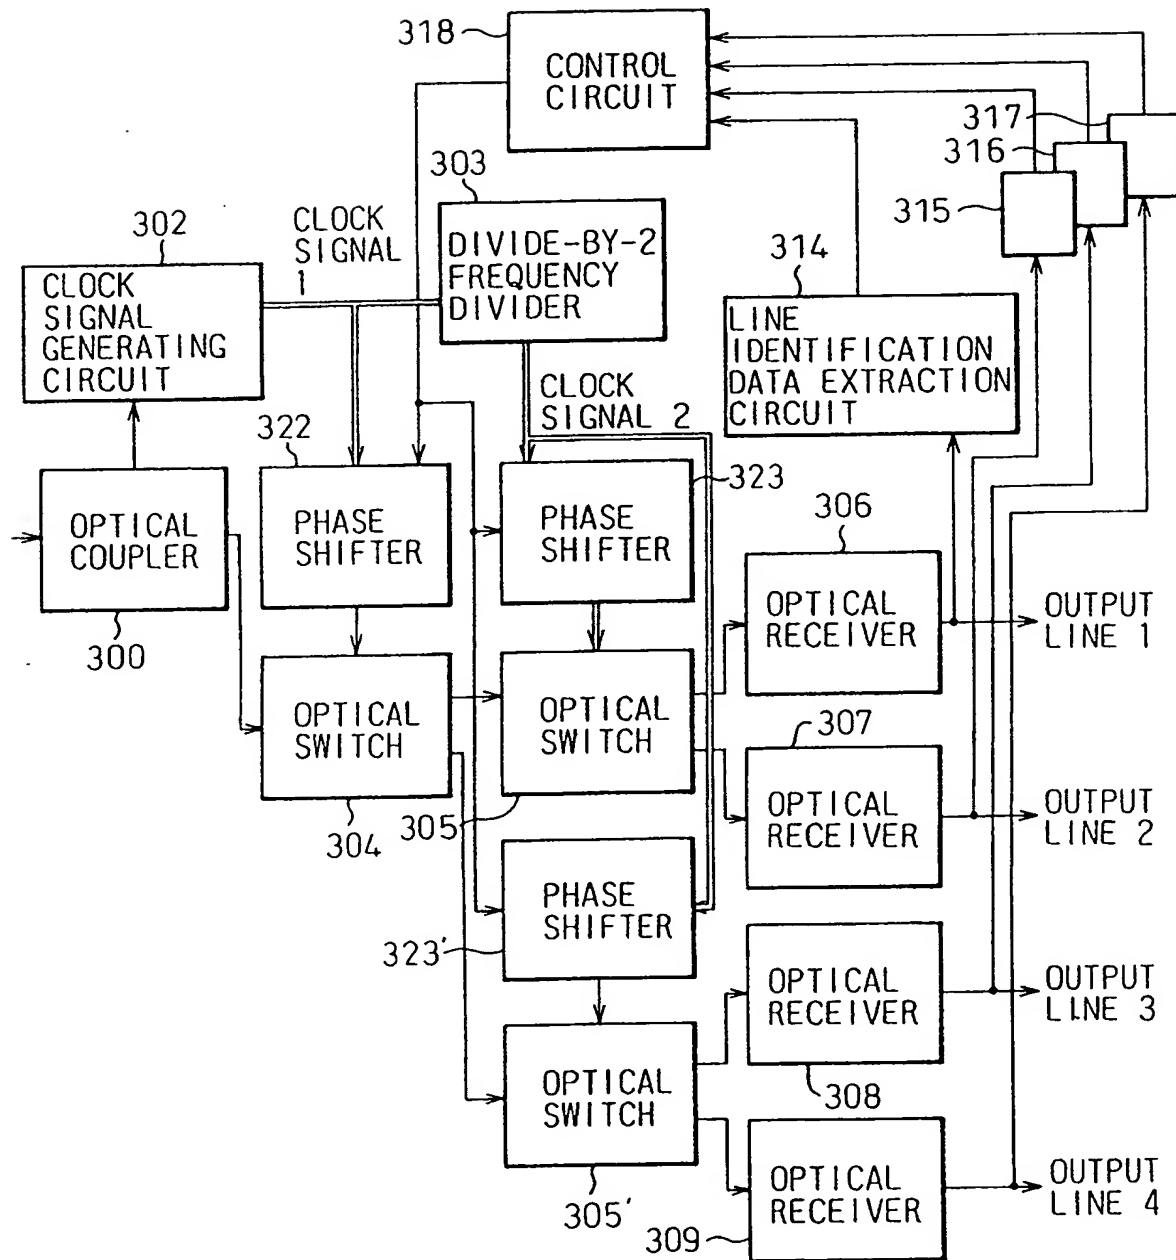 318
CONTROL
CIRCUIT
317
316
315
303
302
CLOCK
SIGNAL
1
DIVIDE-BY-2
FREQUENCY
DIVIDER
314
CLOCK
SIGNAL
GENERATING
CIRCUIT
LINE
IDENTIFICATION
DATA EXTRACTION
CIRCUIT
CLOCK
SIGNAL 2
322
323
OPTICAL
COUPLER
300
PHASE
SHIFTER
PHASE
SHIFTER
306
OPTICAL
RECEIVER
OUTPUT
LINE 1
OPTICAL
SWITCH
304
OPTICAL
SWITCH
305
307
OPTICAL
RECEIVER
OUTPUT
LINE 2
PHASE
SHIFTER
323'
OPTICAL
RECEIVER
308
OUTPUT
LINE 3
OPTICAL
SWITCH
305'
OPTICAL
RECEIVER
309
OUTPUT
LINE 4